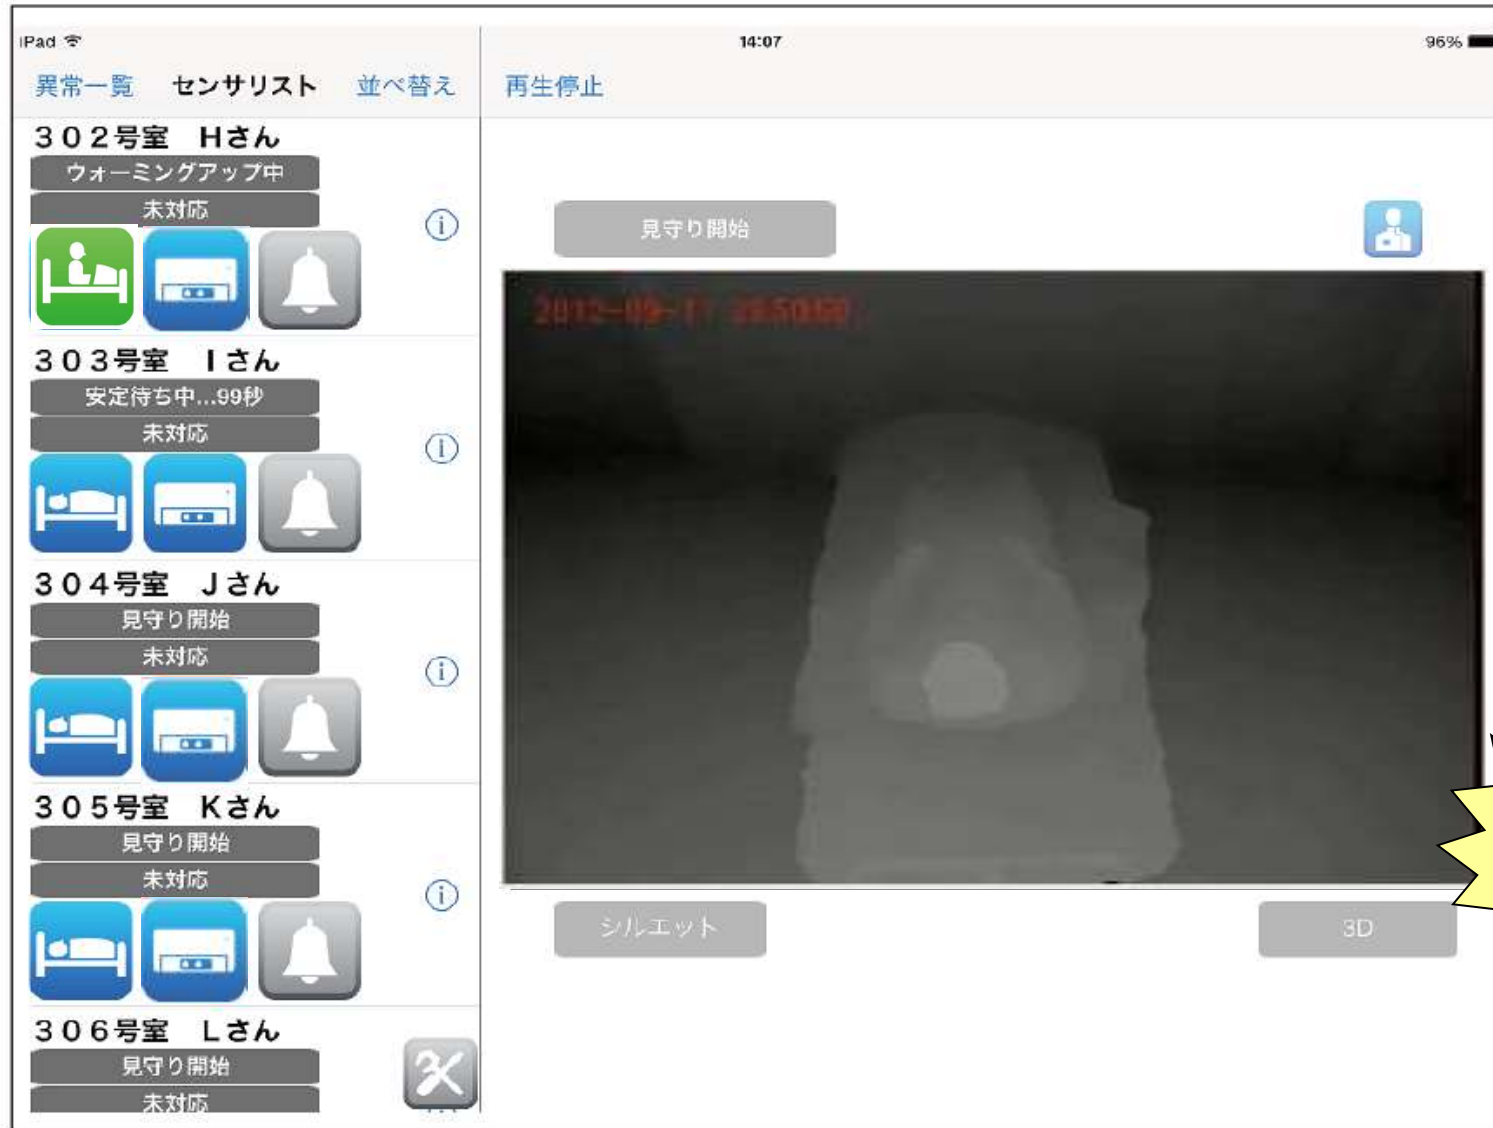 iPad
14:07
96%
異常一覧 センサリスト 並べ替え
再生停止
302号室 Hさん
ウォーミングアップ中
未対応
303号室 Iさん
安定待ち中...99秒
未対応
304号室 Jさん
見守り開始
未対応
305号室 Kさん
見守り開始
未対応
306号室 Lさん
見守り開始
未対応
見守り開始
シルエット
3D